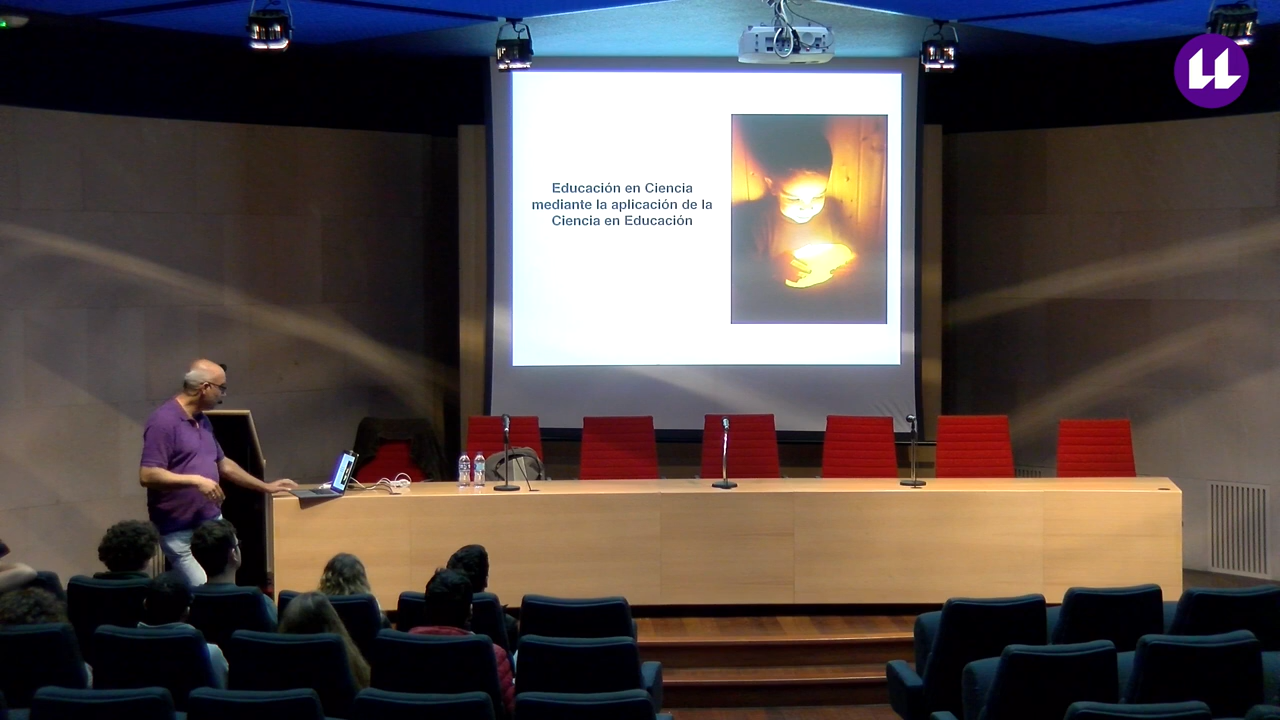 Educación en Ciencia
mediante la aplicación de la
Ciencia en Educación